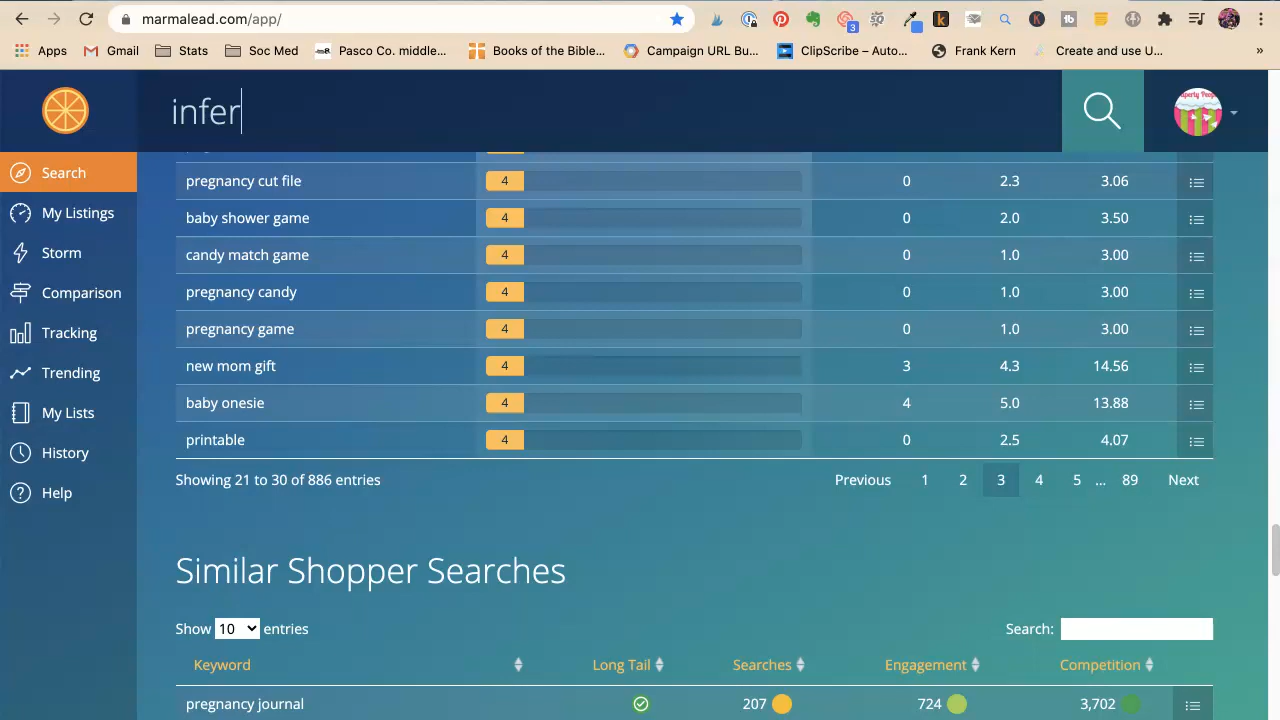 marmalead.com/app/
3
Apps
Gmail
Stats
Soc Med
Pasco Co. middle...
Books of the Bible...
Campaign URL Bu...
ClipScribe – Auto...
Frank Kern
Create and use U...
»
infer
Search
My Listings
Storm
Comparison
Tracking
Trending
My Lists
History
Help
pregnancy cut file 4 0 2.3 3.06
baby shower game 4 0 2.0 3.50
candy match game 4 0 1.0 3.00
pregnancy candy 4 0 1.0 3.00
pregnancy game 4 0 1.0 3.00
new mom gift 4 3 4.3 14.56
baby onesie 4 4 5.0 13.88
printable 4 0 2.5 4.07
Showing 21 to 30 of 886 entries Previous 1 2 3 4 5 ... 89 Next
Similar Shopper Searches
Show 10 entries Search:
Keyword Long Tail Searches Engagement Competition
pregnancy journal 207 724 3,702